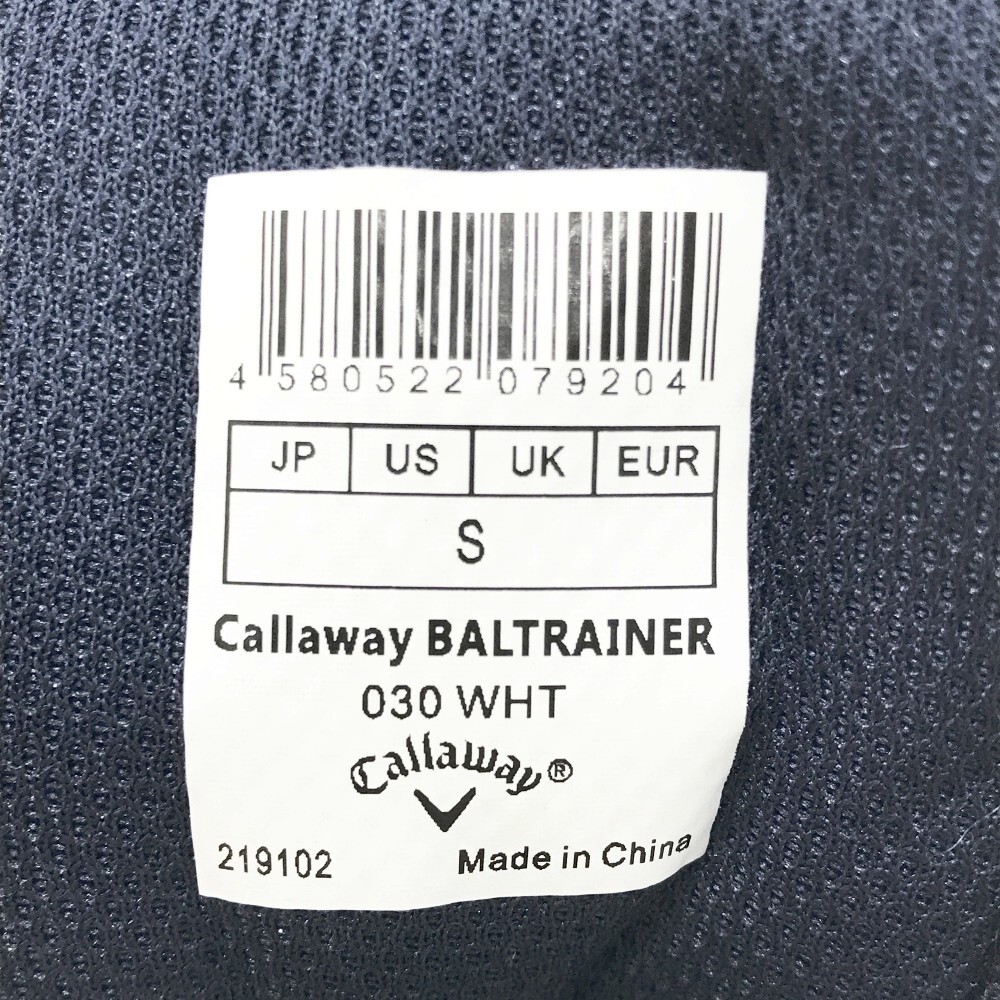 4 580522 079204
JP US UK EUR
S
Callaway BALTRAINER
030 WHT
Callaway®
219102 Made in China